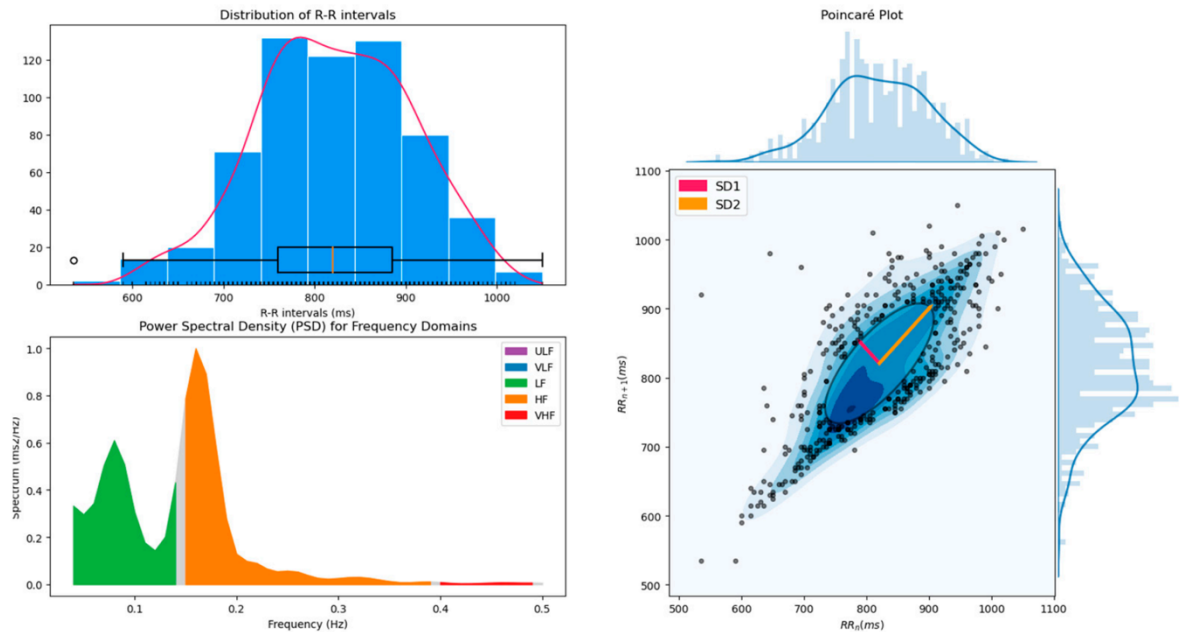 Distribution of R-R intervals
120
100
80
60
40
20
0
600 700 800 900 1000
R-R intervals (ms)
Power Spectral Density (PSD) for Frequency Domains
Spectrum (ms2/Hz)
1.0
0.8
0.6
0.4
0.2
0.0
ULF
VLF
LF
HF
VHF
0.1 0.2 0.3 0.4 0.5
Frequency (Hz)
Poincaré Plot
SD1
SD2
RRn+1(ms)
1100
1000
900
800
700
600
500
500 600 700 800 900 1000 1100
RRn(ms)